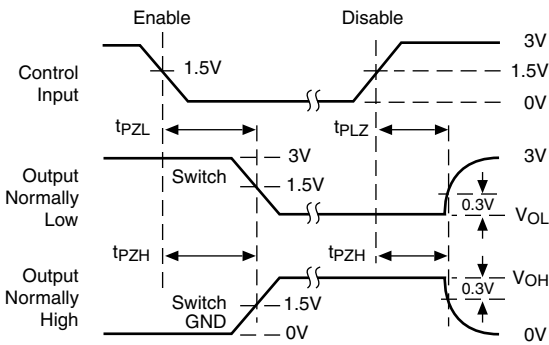 Enable Disable
3V
1.5V 1.5V
Control
Input
0V
tPZL tPLZ
3V 3V
Switch
Output
Normally
Low
1.5V
0.3V
VOL
tPZH tPZH
Output
Normally
High
VOH
0.3V
Switch
GND
1.5V
0V 0V